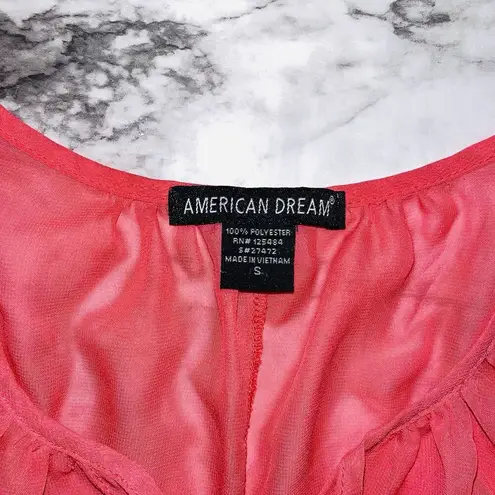 AMERICAN DREAM®
100% POLYESTER
RN# 125484
S#27472
MADE IN VIETNAM
S